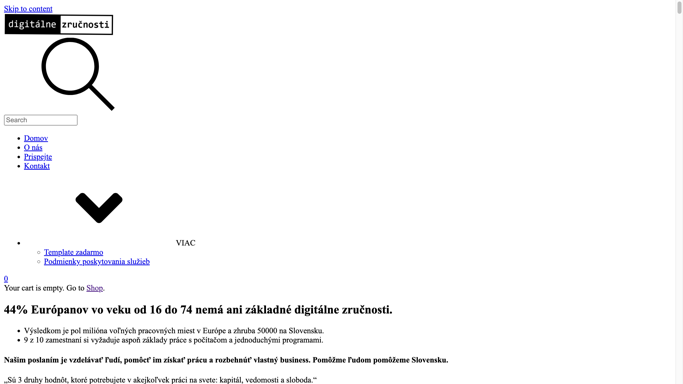 Skip to content
digitálne zručnosti
Search
Domov
O nás
Prispejte
Kontakt
VIAC
Template zadarmo
Podmienky poskytovania služieb
0
Your cart is empty. Go to Shop.
44% Európanov vo veku od 16 do 74 nemá ani základné digitálne zručnosti.
Výsledkom je pol milióna voľných pracovných miest v Európe a zhruba 50000 na Slovensku.
9 z 10 zamestnaní si vyžaduje aspoň základy práce s počítačom a jednoduchými programami.
Našim poslaním je vzdelávať ľudí, pomôcť im získať prácu a rozbehnúť vlastný business. Pomôžme ľudom pomôžeme Slovensku.
„Sú 3 druhy hodnôt, ktoré potrebujete v akejkoľvek práci na svete: kapitál, vedomosti a sloboda.“